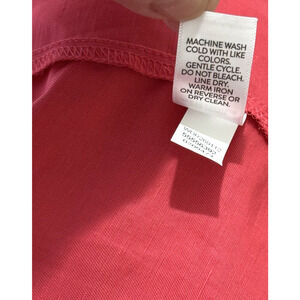 MACHINE WASH
COLD WITH LIKE
COLORS.
GENTLE CYCLE.
DO NOT BLEACH.
LINE DRY.
WARM IRON
ON REVERSE OR
DRY CLEAN.